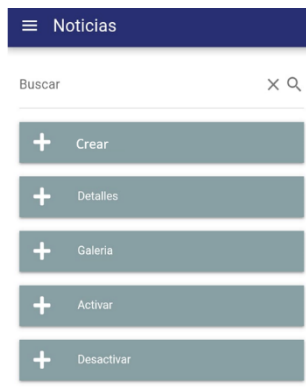 Noticias
Buscar
Crear
Detalles
Galeria
Activar
Desactivar